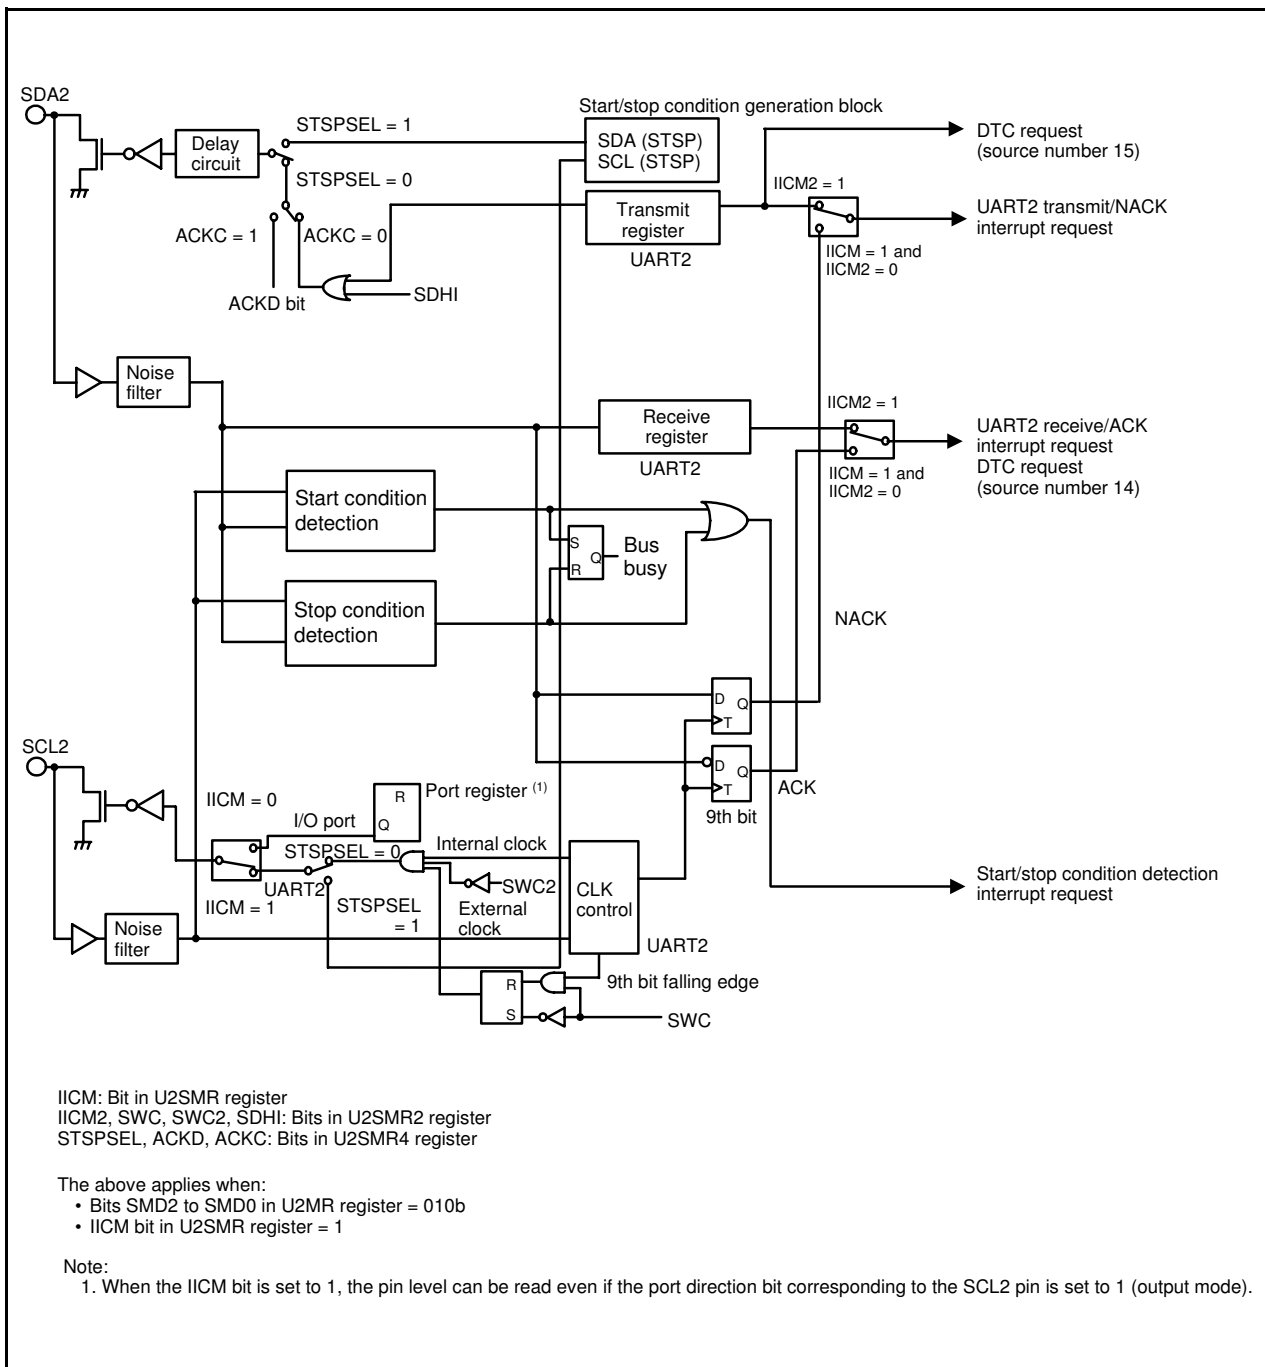 SDA2
Start/stop condition generation block
STSPSEL = 1
Delay
circuit
SDA (STSP)
SCL (STSP)
DTC request
(source number 15)
STSPSEL = 0
IICM2 = 1
Transmit
register
UART2
UART2 transmit/NACK
interrupt request
ACKC = 1
ACKC = 0
IICM = 1 and
IICM2 = 0
ACKD bit
SDHI
Noise
filter
IICM2 = 1
Receive
register
UART2
UART2 receive/ACK
interrupt request
DTC request
(source number 14)
IICM = 1 and
IICM2 = 0
Start condition
detection
S
R
Q
Bus
busy
Stop condition
detection
NACK
D
Q
T
SCL2
D
Q
T
ACK
9th bit
R
Q
Port register (1)
IICM = 0
I/O port
STSPSEL = 0
Internal clock
UART2
SWC2
CLK
control
Start/stop condition detection
interrupt request
IICM = 1
STSPSEL
= 1
External
clock
Noise
filter
UART2
9th bit falling edge
R
S
SWC
IICM: Bit in U2SMR register
IICM2, SWC, SWC2, SDHI: Bits in U2SMR2 register
STSPSEL, ACKD, ACKC: Bits in U2SMR4 register
The above applies when:
• Bits SMD2 to SMD0 in U2MR register = 010b
• IICM bit in U2SMR register = 1
Note:
1. When the IICM bit is set to 1, the pin level can be read even if the port direction bit corresponding to the SCL2 pin is set to 1 (output mode).